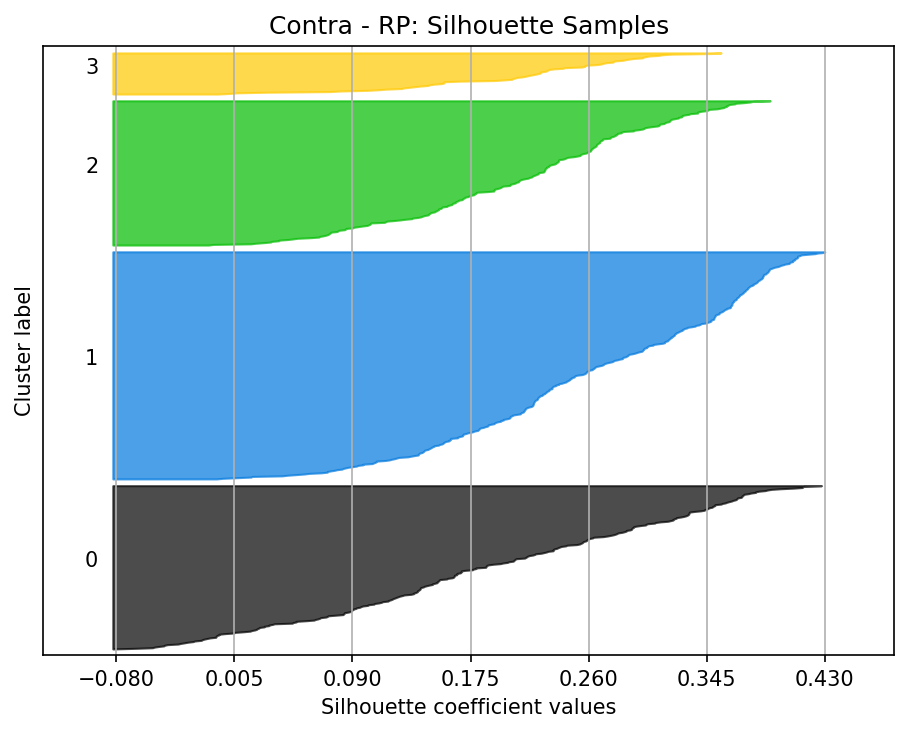 Contra - RP: Silhouette Samples
3
2
1
0
Cluster label
−0.080 0.005 0.090 0.175 0.260 0.345 0.430
Silhouette coefficient values